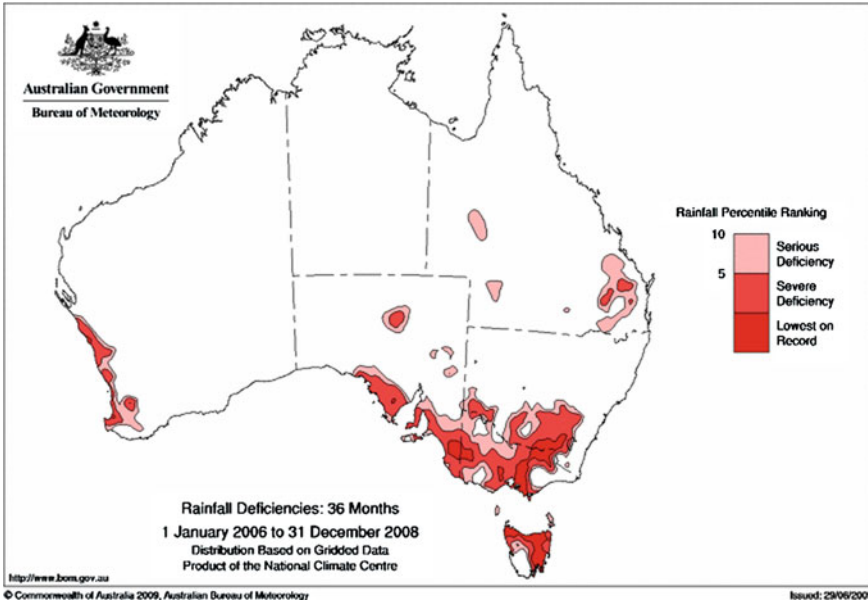 Australian Government
Bureau of Meteorology
Rainfall Percentile Ranking
10
Serious
Deficiency
5
Severe
Deficiency
Lowest on
Record
Rainfall Deficiencies: 36 Months
1 January 2006 to 31 December 2008
Distribution Based on Gridded Data
Product of the National Climate Centre
http://www.bom.gov.au
© Commonwealth of Australia 2009, Australian Bureau of Meteorology
Issued: